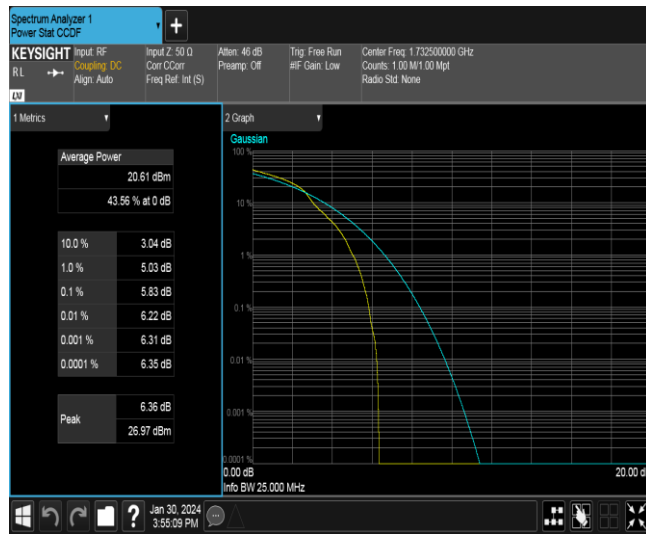 Spectrum Analyzer 1
Power Stat CCDF
+
KEYSIGHT
RL
LXI
Input: RF
Coupling: DC
Align: Auto
Input Z: 50 Ω
Corr CCorr
Freq Ref: Int (S)
Atten: 46 dB
Preamp: Off
Trig: Free Run
#IF Gain: Low
Center Freq: 1.732500000 GHz
Counts: 1.00 M/1.00 Mpt
Radio Std: None
1 Metrics
Average Power
20.61 dBm
43.56 % at 0 dB
10.0 % 3.04 dB
1.0 % 5.03 dB
0.1 % 5.83 dB
0.01 % 6.22 dB
0.001 % 6.31 dB
0.0001 % 6.35 dB
Peak
6.36 dB
26.97 dBm
2 Graph
Gaussian
100 %
10 %
1 %
0.1 %
0.01 %
0.001 %
0.0001 %
0.00 dB
20.00 d
Info BW 25.000 MHz
?
Jan 30, 2024
3:55:09 PM